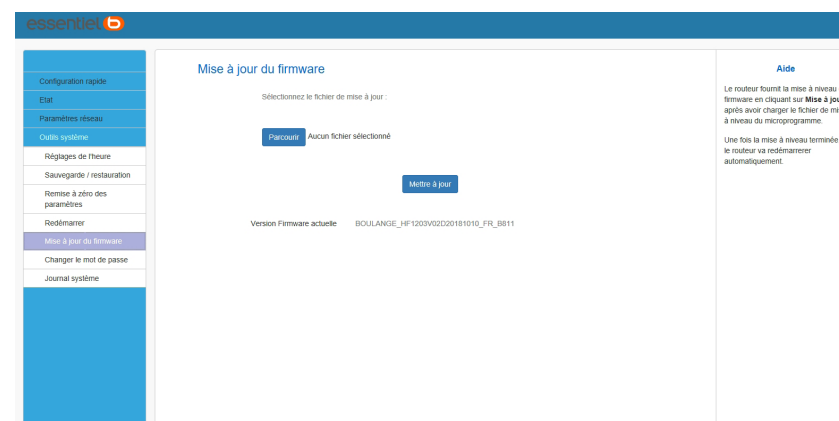 essentiel b
Configuration rapide
Etat
Paramètres réseau
Outils système
Réglages de l'heure
Sauvegarde / restauration
Remise à zéro des
paramètres
Redémarrer
Mise à jour du firmware
Changer le mot de passe
Journal système
Mise à jour du firmware
Sélectionnez le fichier de mise à jour :
Parcourir Aucun fichier sélectionné
Mettre à jour
Version Firmware actuelle BOULANGE_HF1203V02D20181010_FR_B811
Aide
Le routeur fournit la mise à niveau
firmware en cliquant sur Mise à jou
après avoir charger le fichier de mi
à niveau du microprogramme.
Une fois la mise à niveau terminée
le routeur va redémarrerer
automatiquement.